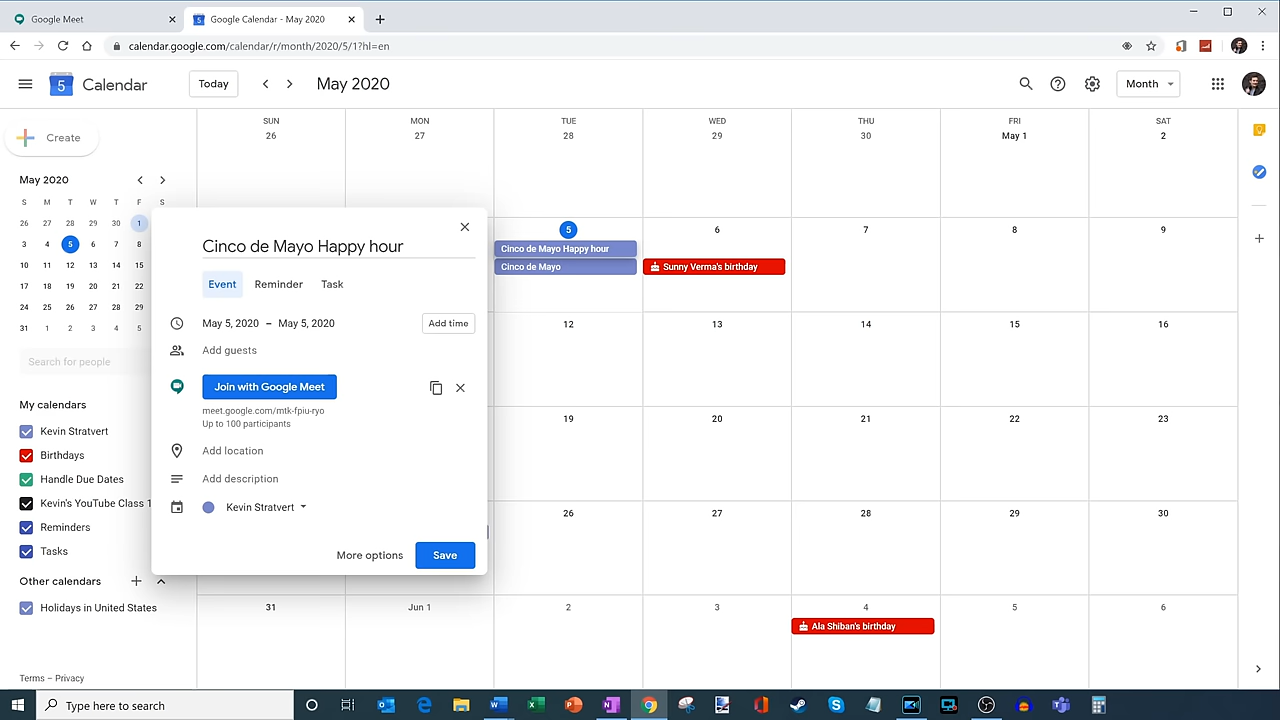 Google Meet
Google Calendar - May 2020
calendar.google.com/calendar/r/month/2020/5/1?hl=en
5 Calendar
Today
May 2020
Month
Create
May 2020
S M T W T F S
26 27 28 29 30 1
3 4 5 6 7 8
10 11 12 13 14 15
17 18 19 20 21 22
24 25 26 27 28 29
31 1 2 3 4 5
Search for people
My calendars
Kevin Stratvert
Birthdays
Handle Due Dates
Kevin's YouTube Class 1
Reminders
Tasks
Other calendars
Holidays in United States
Terms – Privacy
Cinco de Mayo Happy hour
Event Reminder Task
May 5, 2020 – May 5, 2020
Add time
Add guests
Join with Google Meet
meet.google.com/mtk-fpiu-ryo
Up to 100 participants
Add location
Add description
Kevin Stratvert
More options
Save
SUN MON TUE WED THU FRI SAT
26 27 28 29 30 May 1 2
5 6 7 8 9
Cinco de Mayo Happy hour
Cinco de Mayo
Sunny Verma's birthday
12 13 14 15 16
19 20 21 22 23
26 27 28 29 30
31 Jun 1 2 3 4 5 6
Ala Shiban's birthday
Type here to search